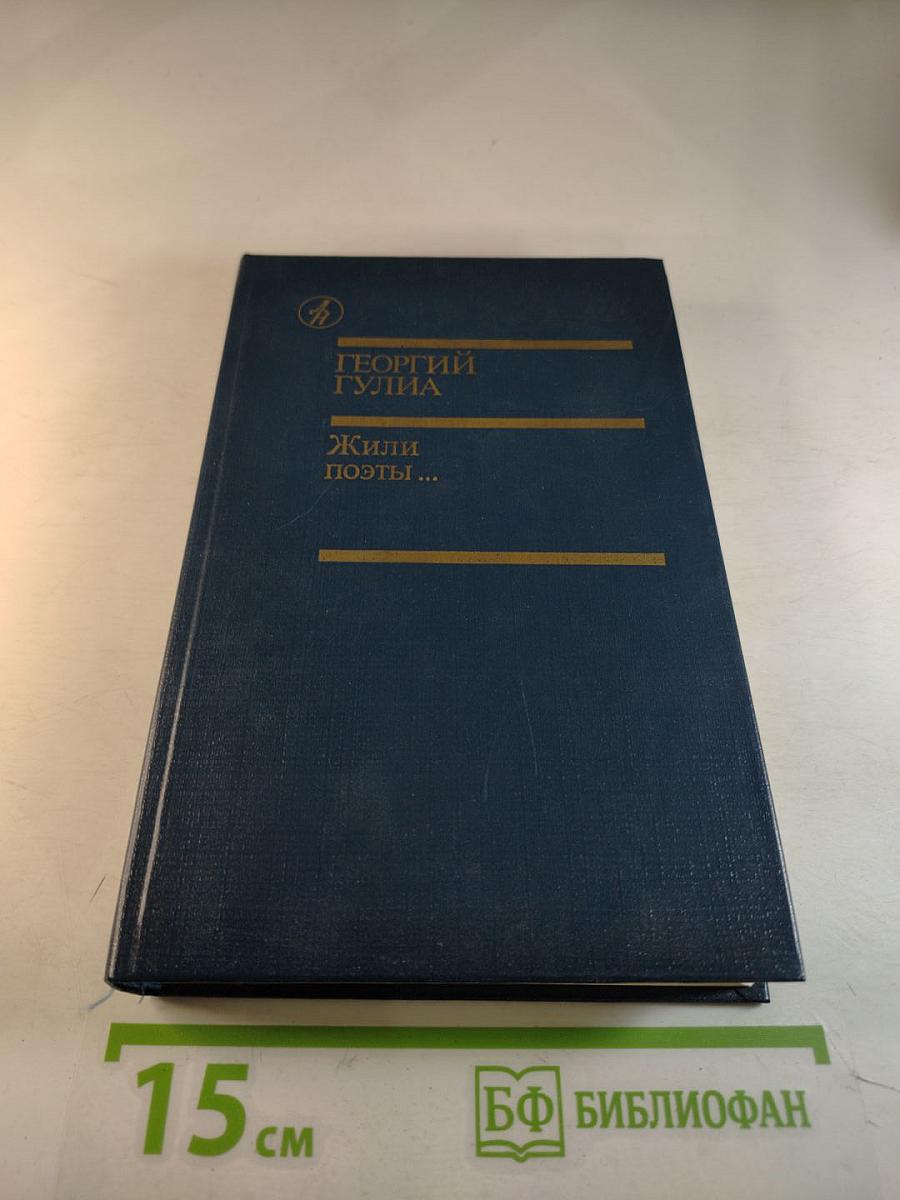 ГЕОРГИЙ
ГУЛИА
Жили
поэты ...
15 см
БФ БИБЛИОФАН